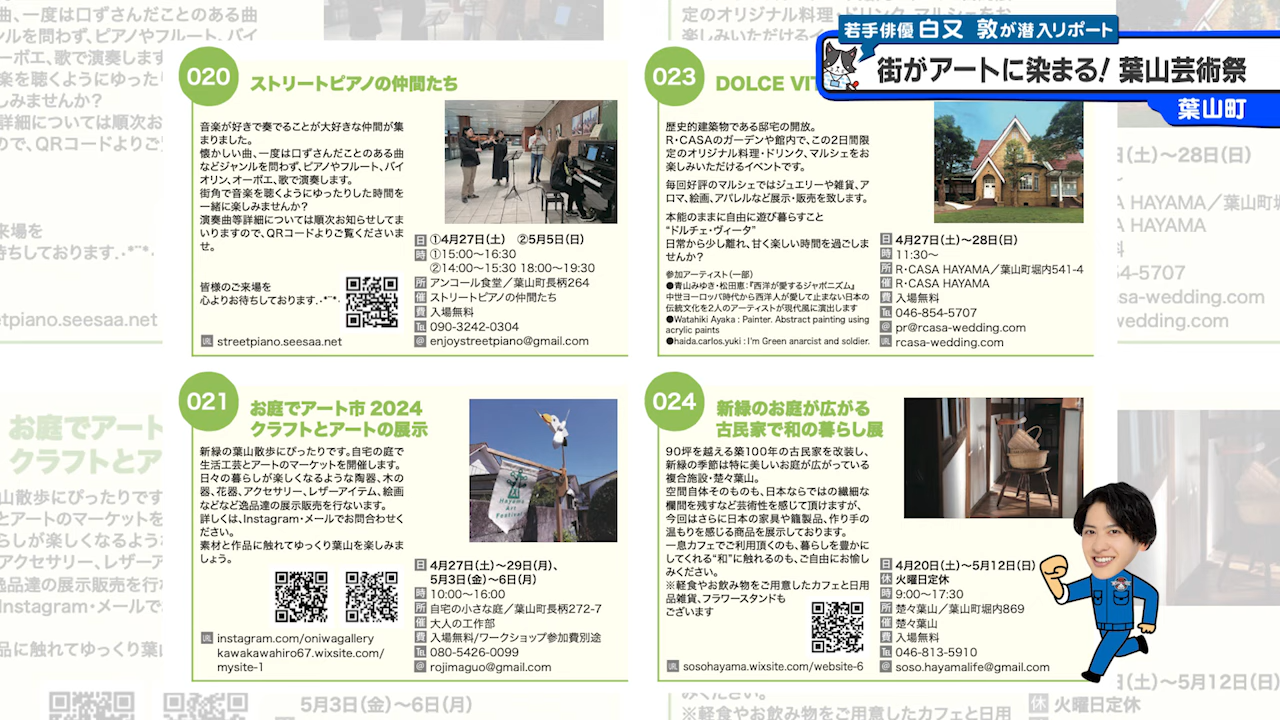 若手俳優 白又 敦が潜入リポート
街がアートに染まる! 葉山芸術祭
葉山町
020
ストリートピアノの仲間たち
音楽が好きで奏でることが大好きな仲間が集
まりました。
懐かしい曲、一度は口ずさんだことのある曲
などジャンルを問わず、ピアノやフルート、バイ
オリン、オーボエ、歌で演奏します。
街角で音楽を聴くようにゆったりした時間を
一緒に楽しみませんか?
演奏曲等詳細については順次お知らせしてま
いりますので、QRコードよりご覧くださいま
せ。
皆様のご来場を
心よりお待ちしております.・*¨*・
URL streetpiano.seesaa.net
日 ①4月27日(土) ②5月5日(日)
時 ①15:00〜16:30
②14:00〜15:30 18:00〜19:30
所 アンコール食堂/葉山町長柄264
催 ストリートピアノの仲間たち
費 入場無料
TEL 090-3242-0304
@ enjoystreetpiano@gmail.com
023
DOLCE VIT
歴史的建築物である邸宅の開放。
R・CASAのガーデンや館内で、この2日間限
定のオリジナル料理・ドリンク、マルシェをお
楽しみいただけるイベントです。
毎回好評のマルシェではジュエリーや雑貨、ア
ロマ、絵画、アパレルなど展示・販売を致します。
本能のままに自由に遊び暮らすこと
“ドルチェ・ヴィータ”
日常から少し離れ、甘く楽しい時間を過ごしま
せんか?
参加アーティスト(一部)
●青山みゆき・松田恵:『西洋が愛するジャポニズム』
中世ヨーロッパ時代から西洋人が愛して止まない日本の
伝統文化を2人のアーティストが現代風に演出します
●Watahiki Ayaka : Painter. Abstract painting using
acrylic paints
●haida.carlos.yuki : I'm Green anarcist and soldier.
日 4月27日(土)〜28日(日)
時 11:30〜
所 R・CASA HAYAMA/葉山町堀内541-4
催 R・CASA HAYAMA
費 入場無料
TEL 046-854-5707
@ pr@rcasa-wedding.com
URL rcasa-wedding.com
021
お庭でアート市 2024
クラフトとアートの展示
新緑の葉山散歩にぴったりです。自宅の庭で
生活工芸とアートのマーケットを開催します。
日々の暮らしが楽しくなるような陶器、木の
器、花器、アクセサリー、レザーアイテム、絵画
などなど逸品達の展示販売を行ないます。
詳しくは、Instagram・メールでお問合わせく
ださい。
素材と作品に触れてゆっくり葉山を楽しみま
しょう。
URL instagram.com/oniwagallery
kawakawahiro67.wixsite.com/
mysite-1
Hayama
Art
Festival
日 4月27日(土)〜29日(月)、
5月3日(金)〜6日(月)
時 10:00〜16:00
所 自宅の小さな庭/葉山町長柄272-7
催 大人の工作部
費 入場無料/ワークショップ参加費別途
TEL 080-5426-0099
@ rojimaguo@gmail.com
024
新緑のお庭が広がる
古民家で和の暮らし展
90坪を越える築100年の古民家を改装し、
新緑の季節は特に美しいお庭が広がっている
複合施設・楚々葉山。
空間自体そのものも、日本ならではの繊細な
欄間を残すなど芸術性を感じて頂けますが、
今回はさらに日本の家具や籠製品、作り手の
温もりを感じる商品を展示しております。
一息カフェでご利用頂くのも、暮らしを豊かに
してくれる“和”に触れるのも、ご自由にお愉し
みください。
※軽食やお飲み物をご用意したカフェと日用
品雑貨、フラワースタンドも
ございます
URL sosohayama.wixsite.com/website-6
日 4月20日(土)〜5月12日(日)
休 火曜日定休
時 9:00〜17:30
所 楚々葉山/葉山町堀内869
催 楚々葉山
費 入場無料
TEL 046-813-5910
@ soso.hayamalife@gmail.com